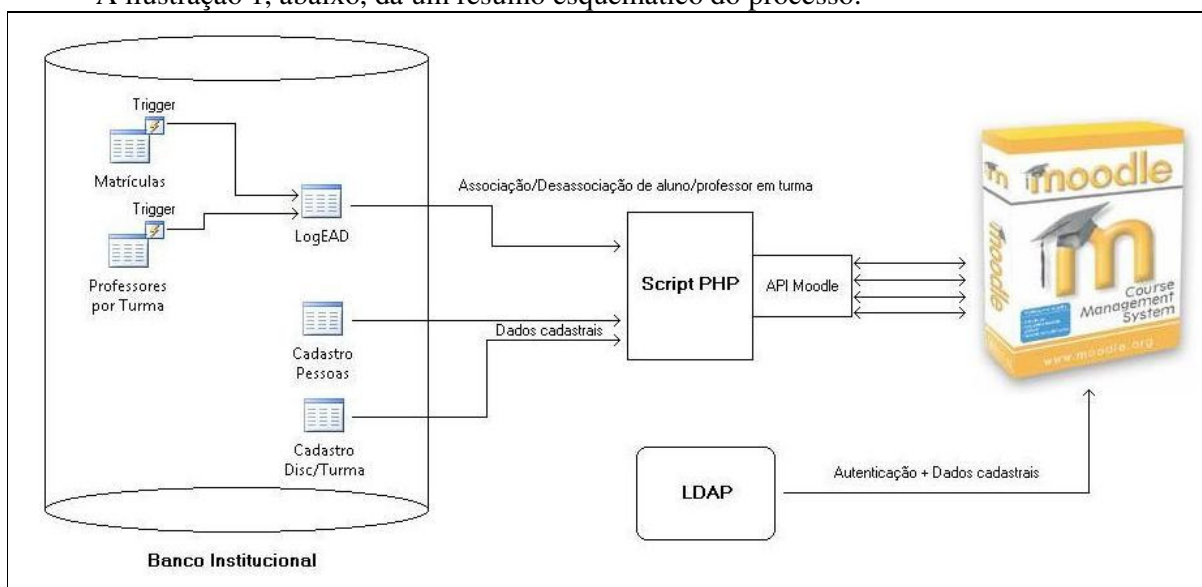 A ilustração 1, abaixo, dá um resumo esquemático do processo:
Trigger
Matrículas
Trigger
Professores
por Turma
LogEAD
Cadastro
Pessoas
Cadastro
Disc/Turma
Banco Institucional
Associação/Desassociação de aluno/professor em turma
Dados cadastrais
Script PHP
API Moodle
LDAP
Autenticação + Dados cadastrais
moodle
m
moodle
Course
Management
System
www.moodle.org